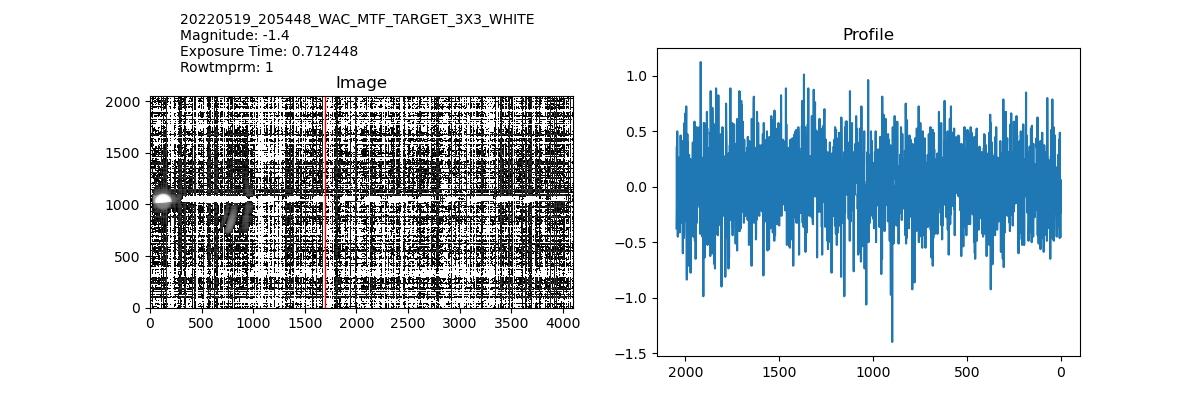 20220519_205448_WAC_MTF_TARGET_3X3_WHITE
Magnitude: -1.4
Exposure Time: 0.712448
Rowtmprm: 1
Image
2000
1500
1000
500
0
0 500 1000 1500 2000 2500 3000 3500 4000
Profile
1.0
0.5
0.0
−0.5
−1.0
−1.5
2000 1500 1000 500 0